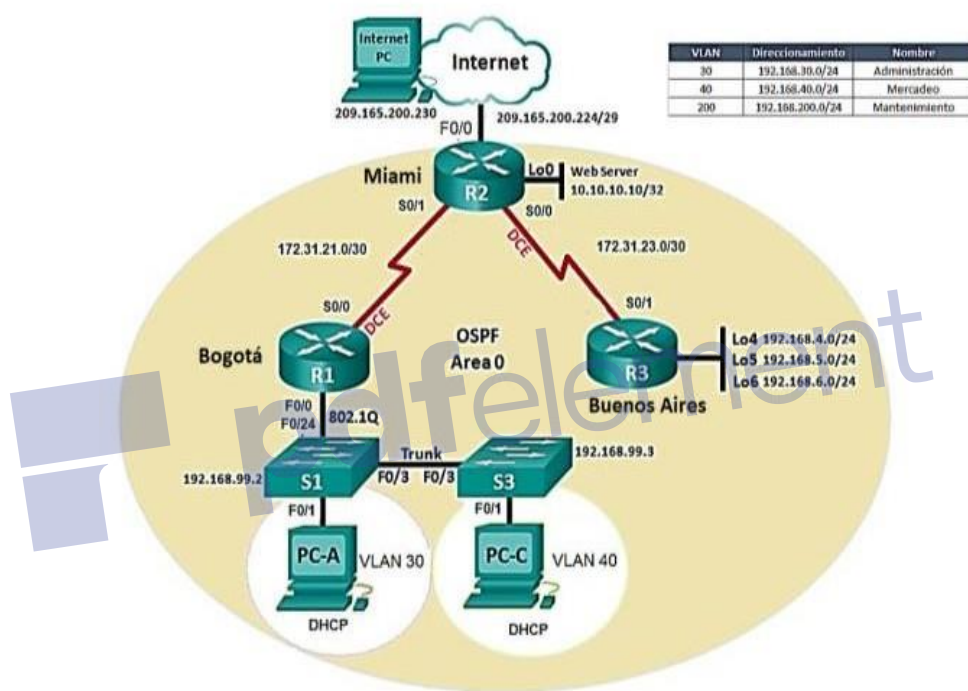 Internet PC
Internet
209.165.200.230
209.165.200.224/29
F0/0
VLAN Direccionamiento Nombre
30 192.168.30.0/24 Administración
40 192.168.40.0/24 Mercadeo
200 192.168.200.0/24 Mantenimiento
Miami
R2
Lo0
Web Server
10.10.10.10/32
S0/1
S0/0
DCE
172.31.21.0/30
172.31.23.0/30
S0/0
DCE
S0/1
Bogotá
R1
OSPF
Area 0
R3
Buenos Aires
Lo4 192.168.4.0/24
Lo5 192.168.5.0/24
Lo6 192.168.6.0/24
pdfelement
F0/0
F0/24
802.1Q
192.168.99.2
S1
Trunk
F0/3 F0/3
S3
192.168.99.3
F0/1
F0/1
PC-A
VLAN 30
DHCP
PC-C
VLAN 40
DHCP